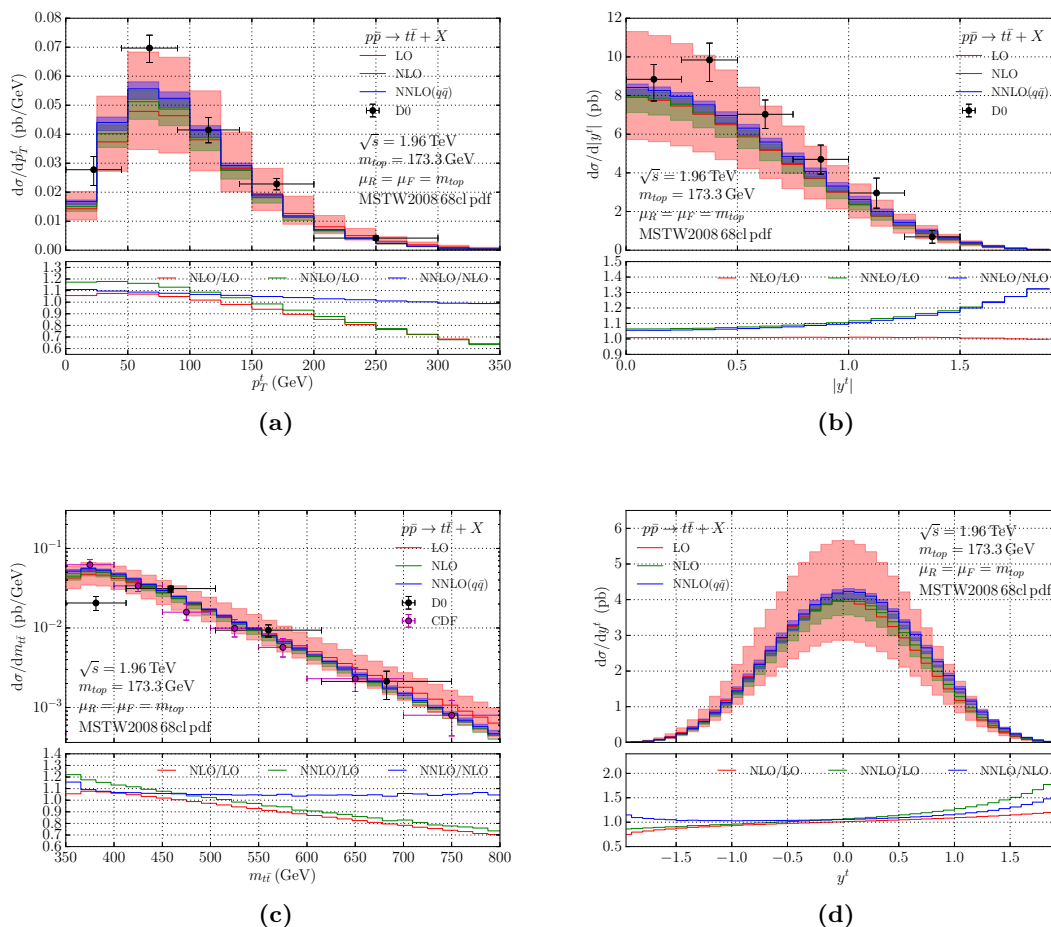 pp̄ → tt̄ + X
LO
NLO
NNLO(qq̄)
D0
√s = 1.96 TeV
m_top = 173.3 GeV
μ_R = μ_F = m_top
MSTW2008 68cl pdf
dσ/dp_T^t (pb/GeV)
0.08
0.07
0.06
0.05
0.04
0.03
0.02
0.01
0.00
NLO/LO NNLO/LO NNLO/NLO
1.3
1.2
1.1
1.0
0.9
0.8
0.7
0.6
0 50 100 150 200 250 300 350
p_T^t (GeV)
(a)
pp̄ → tt̄ + X
LO
NLO
NNLO(qq̄)
D0
√s = 1.96 TeV
m_top = 173.3 GeV
μ_R = μ_F = m_top
MSTW2008 68cl pdf
dσ/d|y^t| (pb)
12
10
8
6
4
2
0
NLO/LO NNLO/LO NNLO/NLO
1.5
1.4
1.3
1.2
1.1
1.0
0.9
0.0 0.5 1.0 1.5
|y^t|
(b)
pp̄ → tt̄ + X
LO
NLO
NNLO(qq̄)
D0
CDF
√s = 1.96 TeV
m_top = 173.3 GeV
μ_R = μ_F = m_top
MSTW2008 68cl pdf
dσ/dm_tt̄ (pb/GeV)
10⁻¹
10⁻²
10⁻³
NLO/LO NNLO/LO NNLO/NLO
1.4
1.3
1.2
1.1
1.0
0.9
0.8
0.7
0.6
350 400 450 500 550 600 650 700 750 800
m_tt̄ (GeV)
(c)
pp̄ → tt̄ + X
LO
NLO
NNLO(qq̄)
√s = 1.96 TeV
m_top = 173.3 GeV
μ_R = μ_F = m_top
MSTW2008 68cl pdf
dσ/dy^t (pb)
6
5
4
3
2
1
0
NLO/LO NNLO/LO NNLO/NLO
2.0
1.5
1.0
0.5
−1.5 −1.0 −0.5 0.0 0.5 1.0 1.5
y^t
(d)